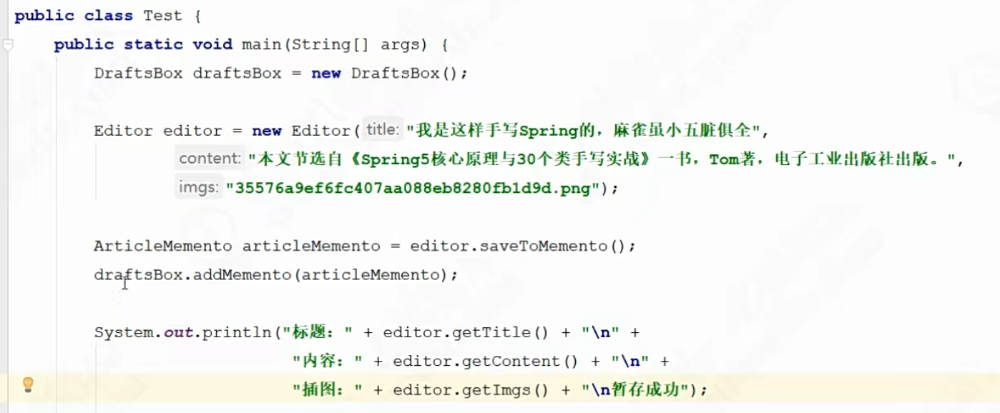 public class Test {
public static void main(String[] args) {
DraftsBox draftsBox = new DraftsBox();
Editor editor = new Editor( title: "我是这样手写Spring的，麻雀虽小五脏俱全",
content: "本文节选自《Spring5核心原理与30个类手写实战》一书，Tom著，电子工业出版社出版。",
imgs: "35576a9ef6fc407aa088eb8280fb1d9d.png");
ArticleMemento articleMemento = editor.saveToMemento();
draftsBox.addMemento(articleMemento);
System.out.println("标题：" + editor.getTitle() + "\n" +
"内容：" + editor.getContent() + "\n" +
"插图：" + editor.getImgs() + "\n暂存成功");